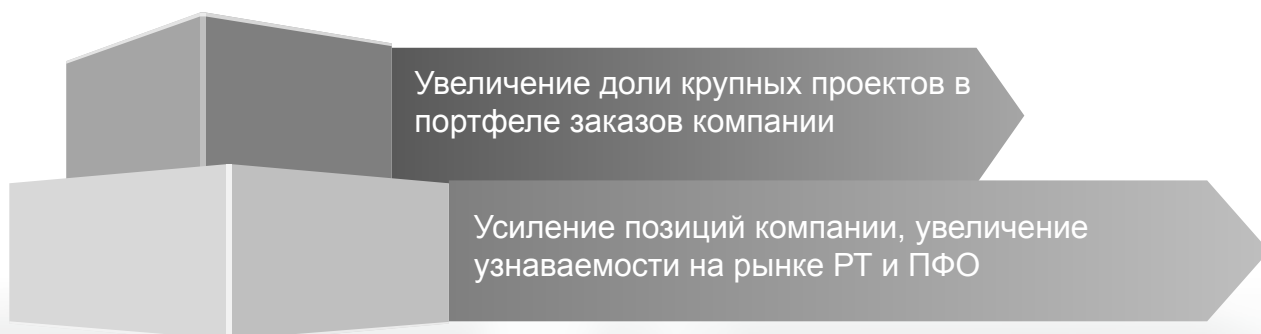 Увеличение доли крупных проектов в
портфеле заказов компании
Усиление позиций компании, увеличение
узнаваемости на рынке РТ и ПФО